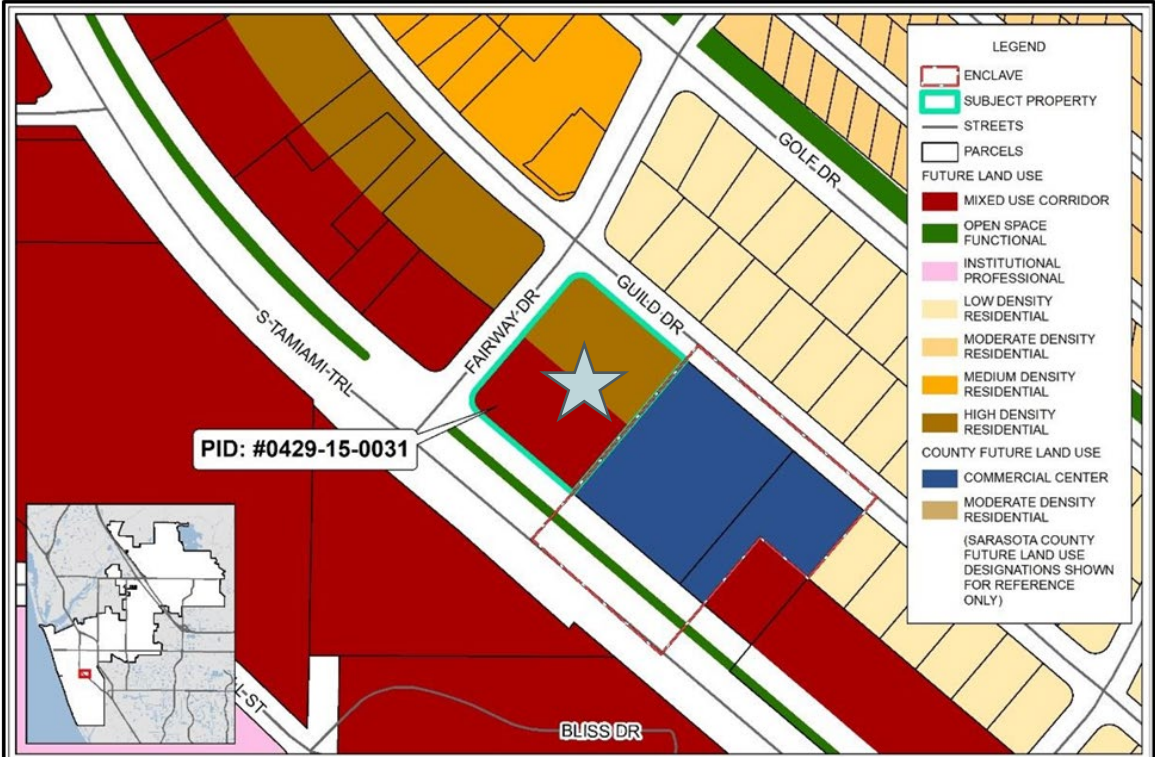 LEGEND
ENCLAVE
SUBJECT PROPERTY
STREETS
PARCELS
FUTURE LAND USE
MIXED USE CORRIDOR
OPEN SPACE
FUNCTIONAL
INSTITUTIONAL
PROFESSIONAL
LOW DENSITY
RESIDENTIAL
MODERATE DENSITY
RESIDENTIAL
MEDIUM DENSITY
RESIDENTIAL
HIGH DENSITY
RESIDENTIAL
COUNTY FUTURE LAND USE
COMMERCIAL CENTER
MODERATE DENSITY
RESIDENTIAL
(SARASOTA COUNTY
FUTURE LAND USE
DESIGNATIONS SHOWN
FOR REFERENCE
ONLY)
GOLF DR
GUILD DR
FAIRWAY DR
S TAMIAMI TRL
PID: #0429-15-0031
L ST
BLISS DR